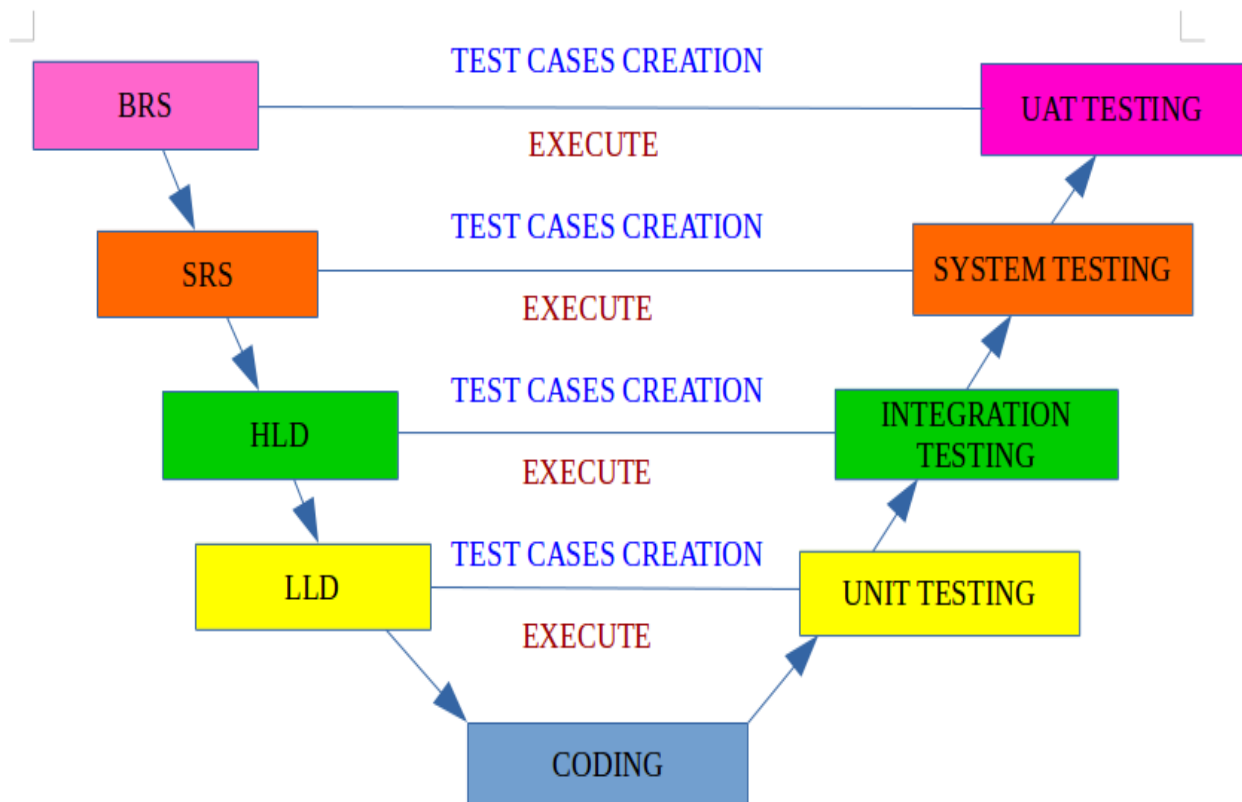 TEST CASES CREATION
BRS
UAT TESTING
EXECUTE
TEST CASES CREATION
SRS
SYSTEM TESTING
EXECUTE
TEST CASES CREATION
HLD
INTEGRATION
TESTING
EXECUTE
TEST CASES CREATION
LLD
UNIT TESTING
EXECUTE
CODING